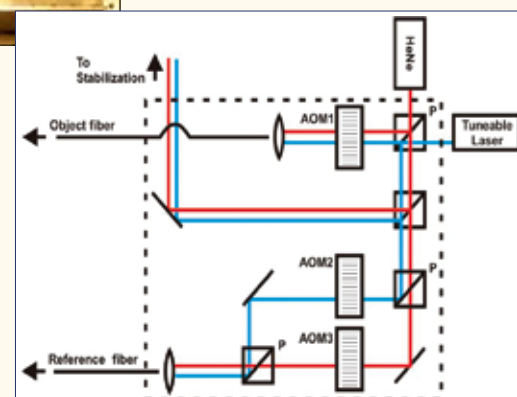 HeNe
To
Stabilization
AOM1
P
Object fiber
Tuneable
Laser
AOM2
P
AOM3
P
Reference fiber